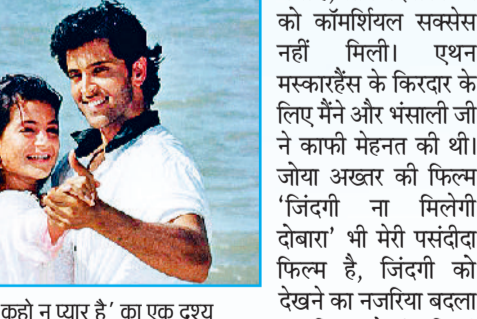 को कॉमर्शियल सक्सेस
नहीं मिली। एथन
मस्कारहैंस के किरदार के
लिए मैंने और भंसाली जी
ने काफी मेहनत की थी।
जोया अख्तर की फिल्म
‘जिंदगी ना मिलेगी
दोबारा’ भी मेरी पसंदीदा
फिल्म है, जिंदगी को
देखने का नजरिया बदला
कहो न प्यार है’ का एक दृश्य